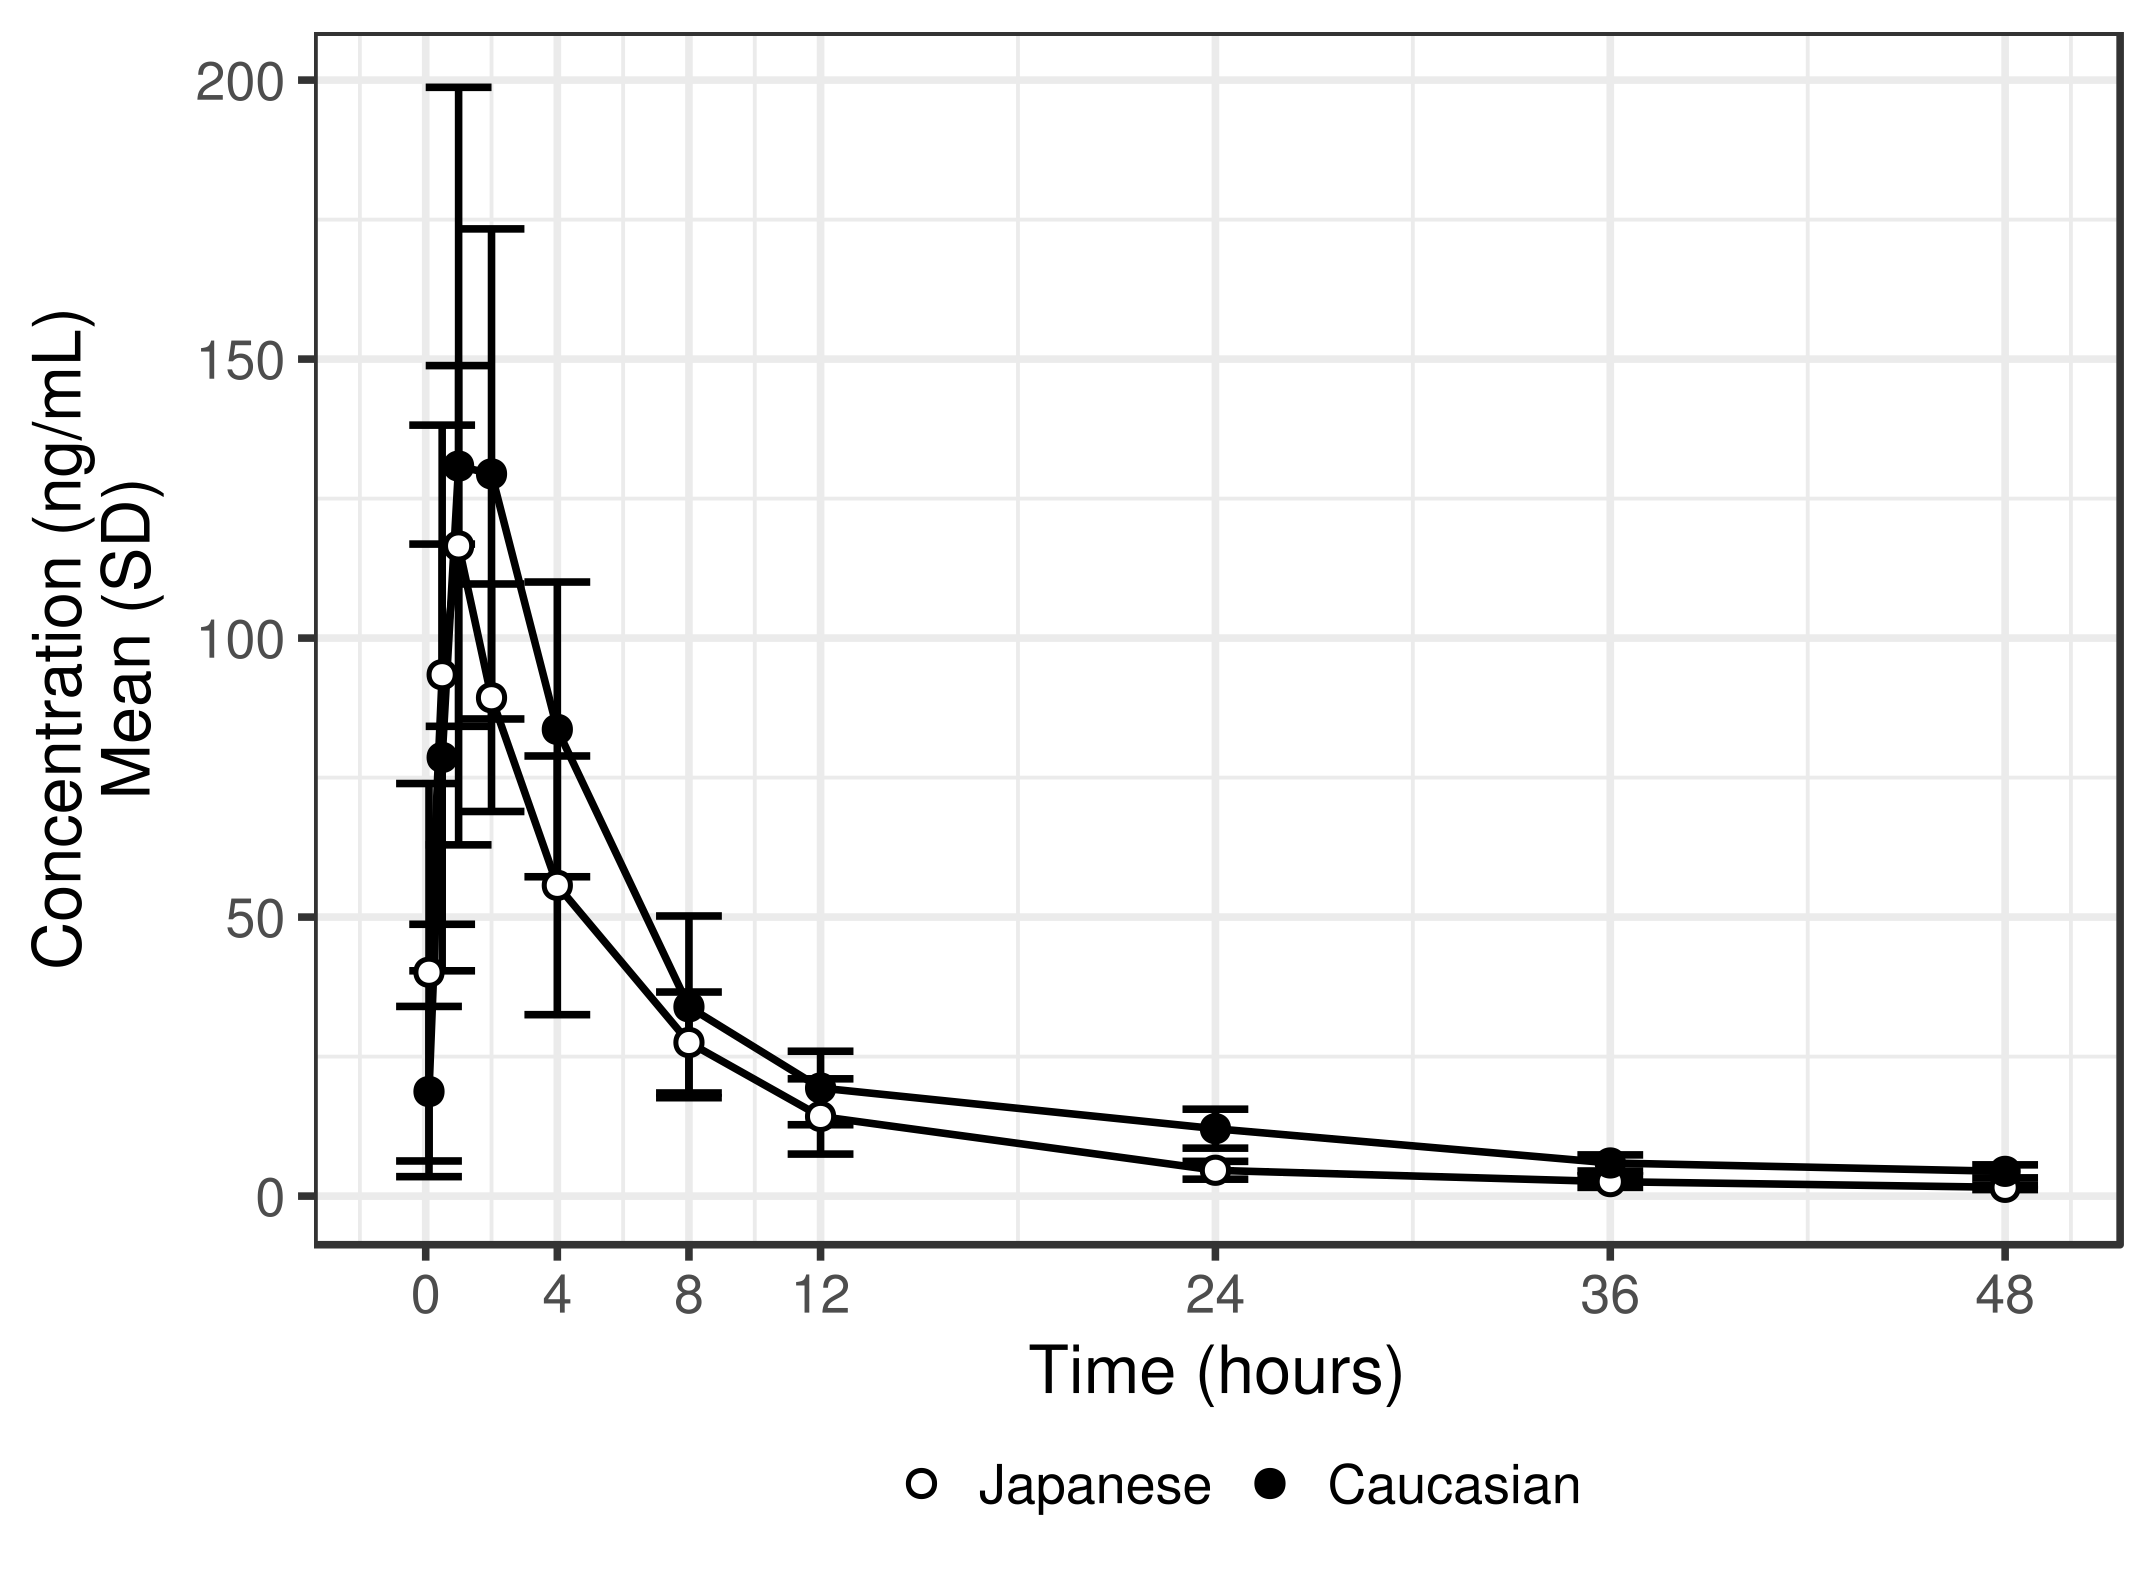 Concentration (ng/mL)
Mean (SD)
200
150
100
50
0
0 4 8 12 24 36 48
Time (hours)
Japanese Caucasian